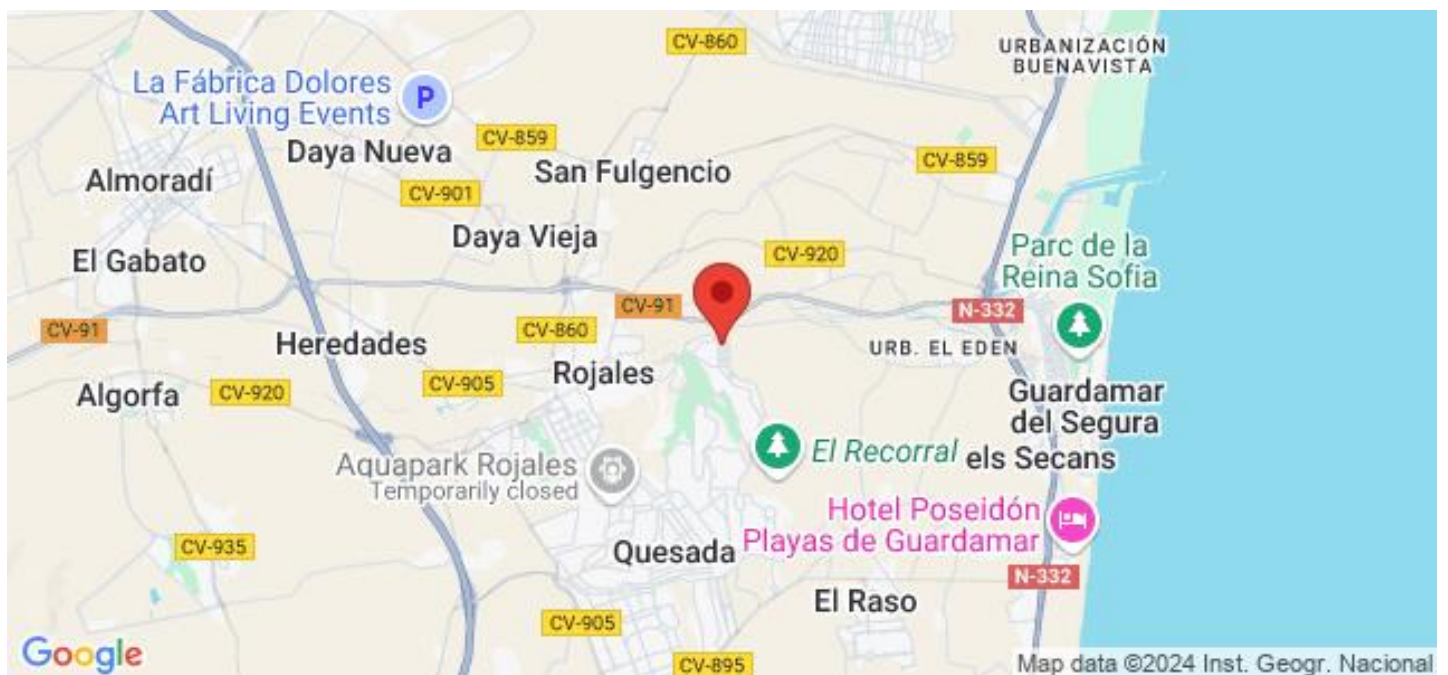 CV-860
URBANIZACIÓN
BUENAVISTA
La Fábrica Dolores
Art Living Events
P
CV-859
Daya Nueva
CV-859
San Fulgencio
Almoradí
CV-901
Daya Vieja
El Gabato
CV-920
Parc de la
Reina Sofia
CV-91
N-332
CV-91
CV-860
Heredades
URB. EL EDEN
Rojales
CV-905
Algorfa
CV-920
Guardamar
del Segura
El Recorral
els Secans
Aquapark Rojales
Temporarily closed
Hotel Poseidón
Playas de Guardamar
CV-935
Quesada
N-332
El Raso
CV-905
Google
CV-895
Map data ©2024 Inst. Geogr. Nacional